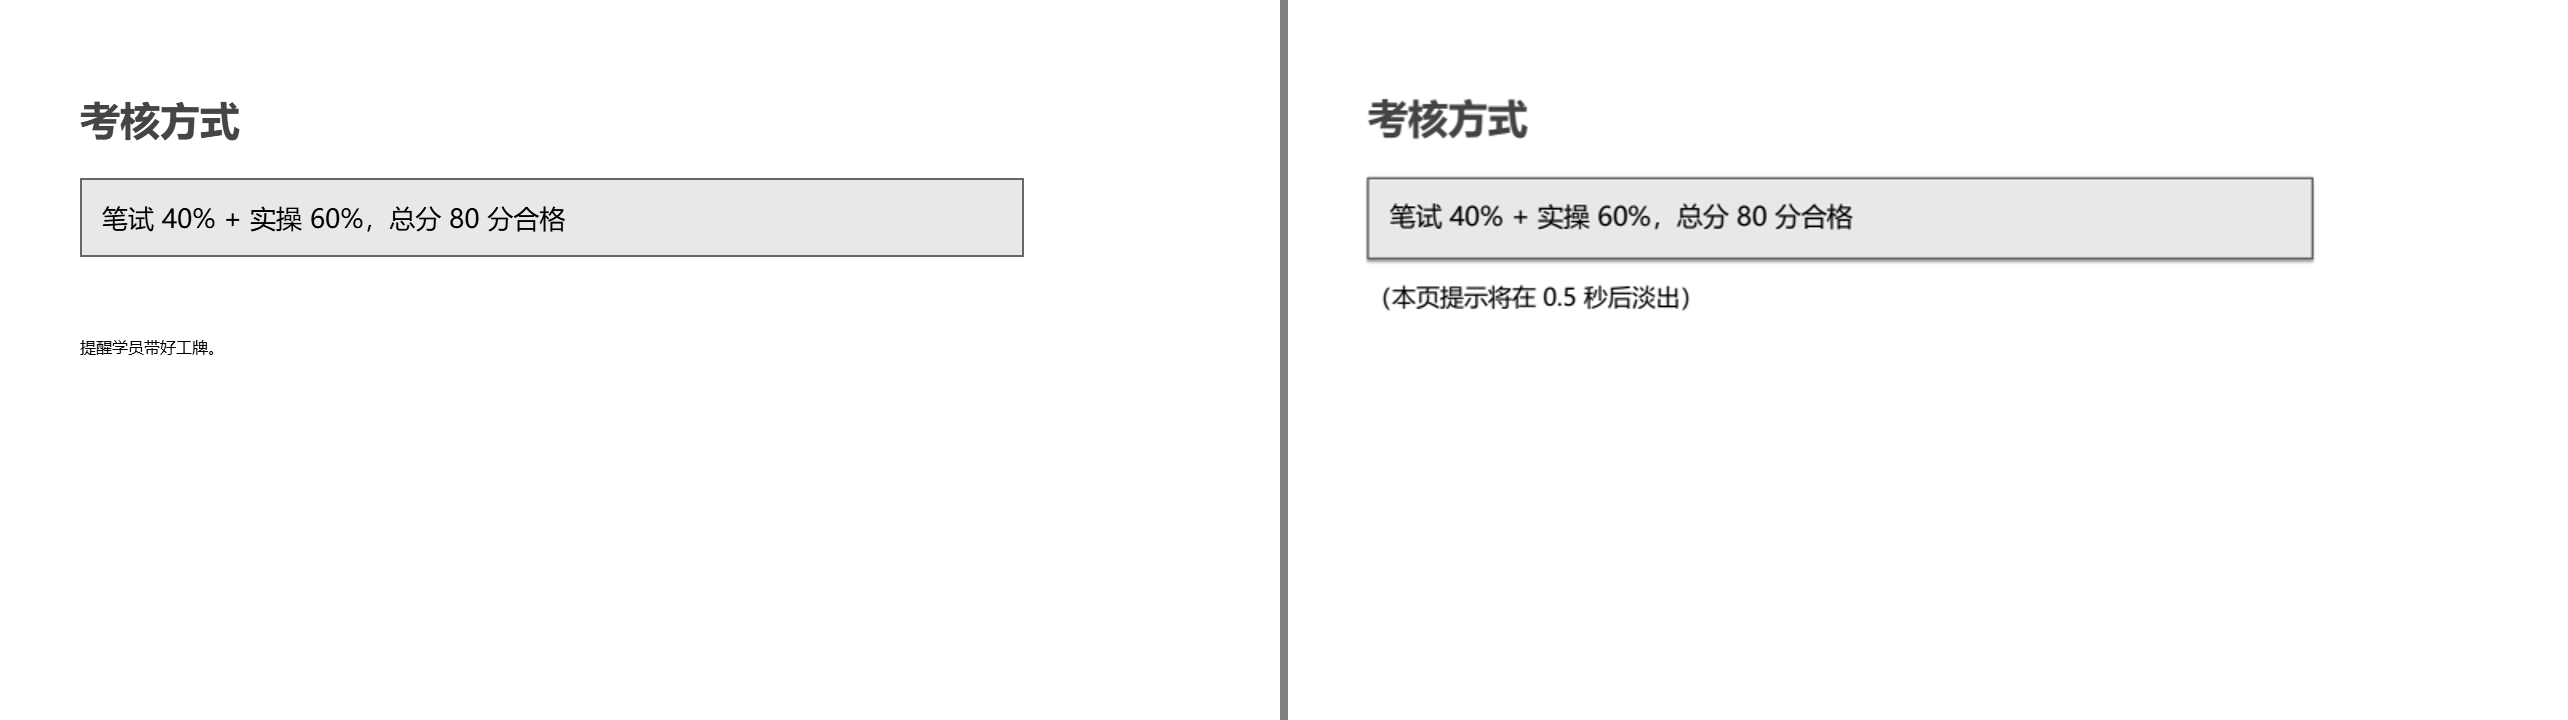 考核方式
笔试 40% + 实操 60%，总分 80 分合格
提醒学员带好工牌。
考核方式
笔试 40% + 实操 60%，总分 80 分合格
（本页提示将在 0.5 秒后淡出）